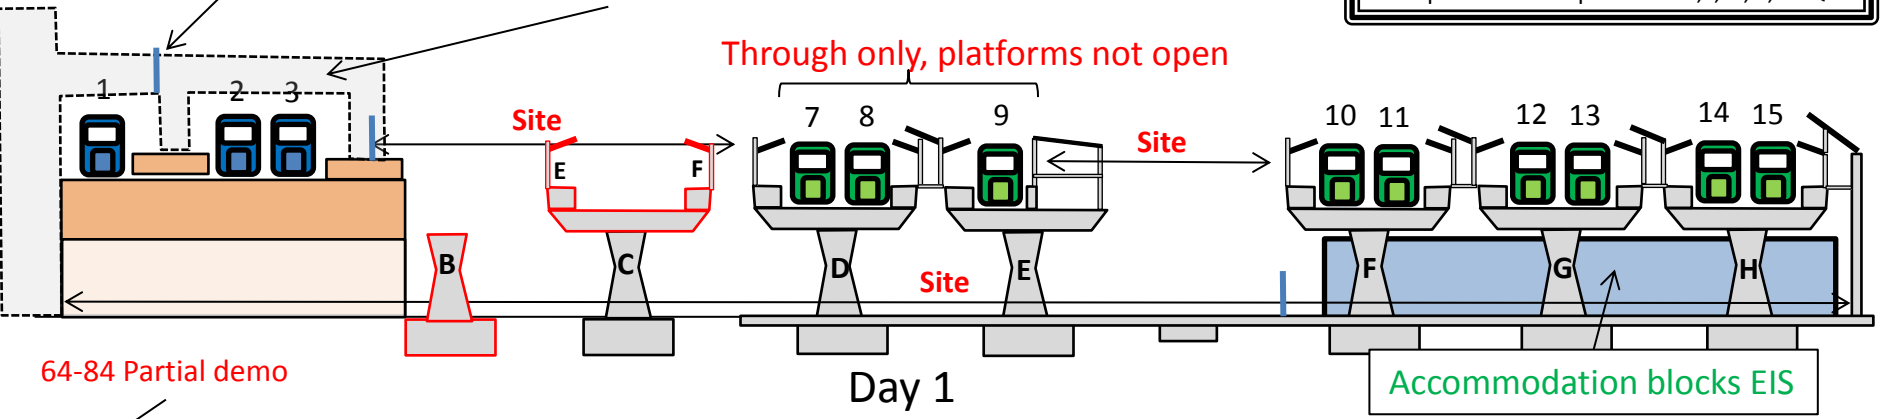 Through only, platforms not open
1
2
3
Site
7
8
9
Site
10
11
12
13
14
15
E
F
B
C
D
E
Site
F
G
H
64-84 Partial demo
Day 1
Accommodation blocks EIS